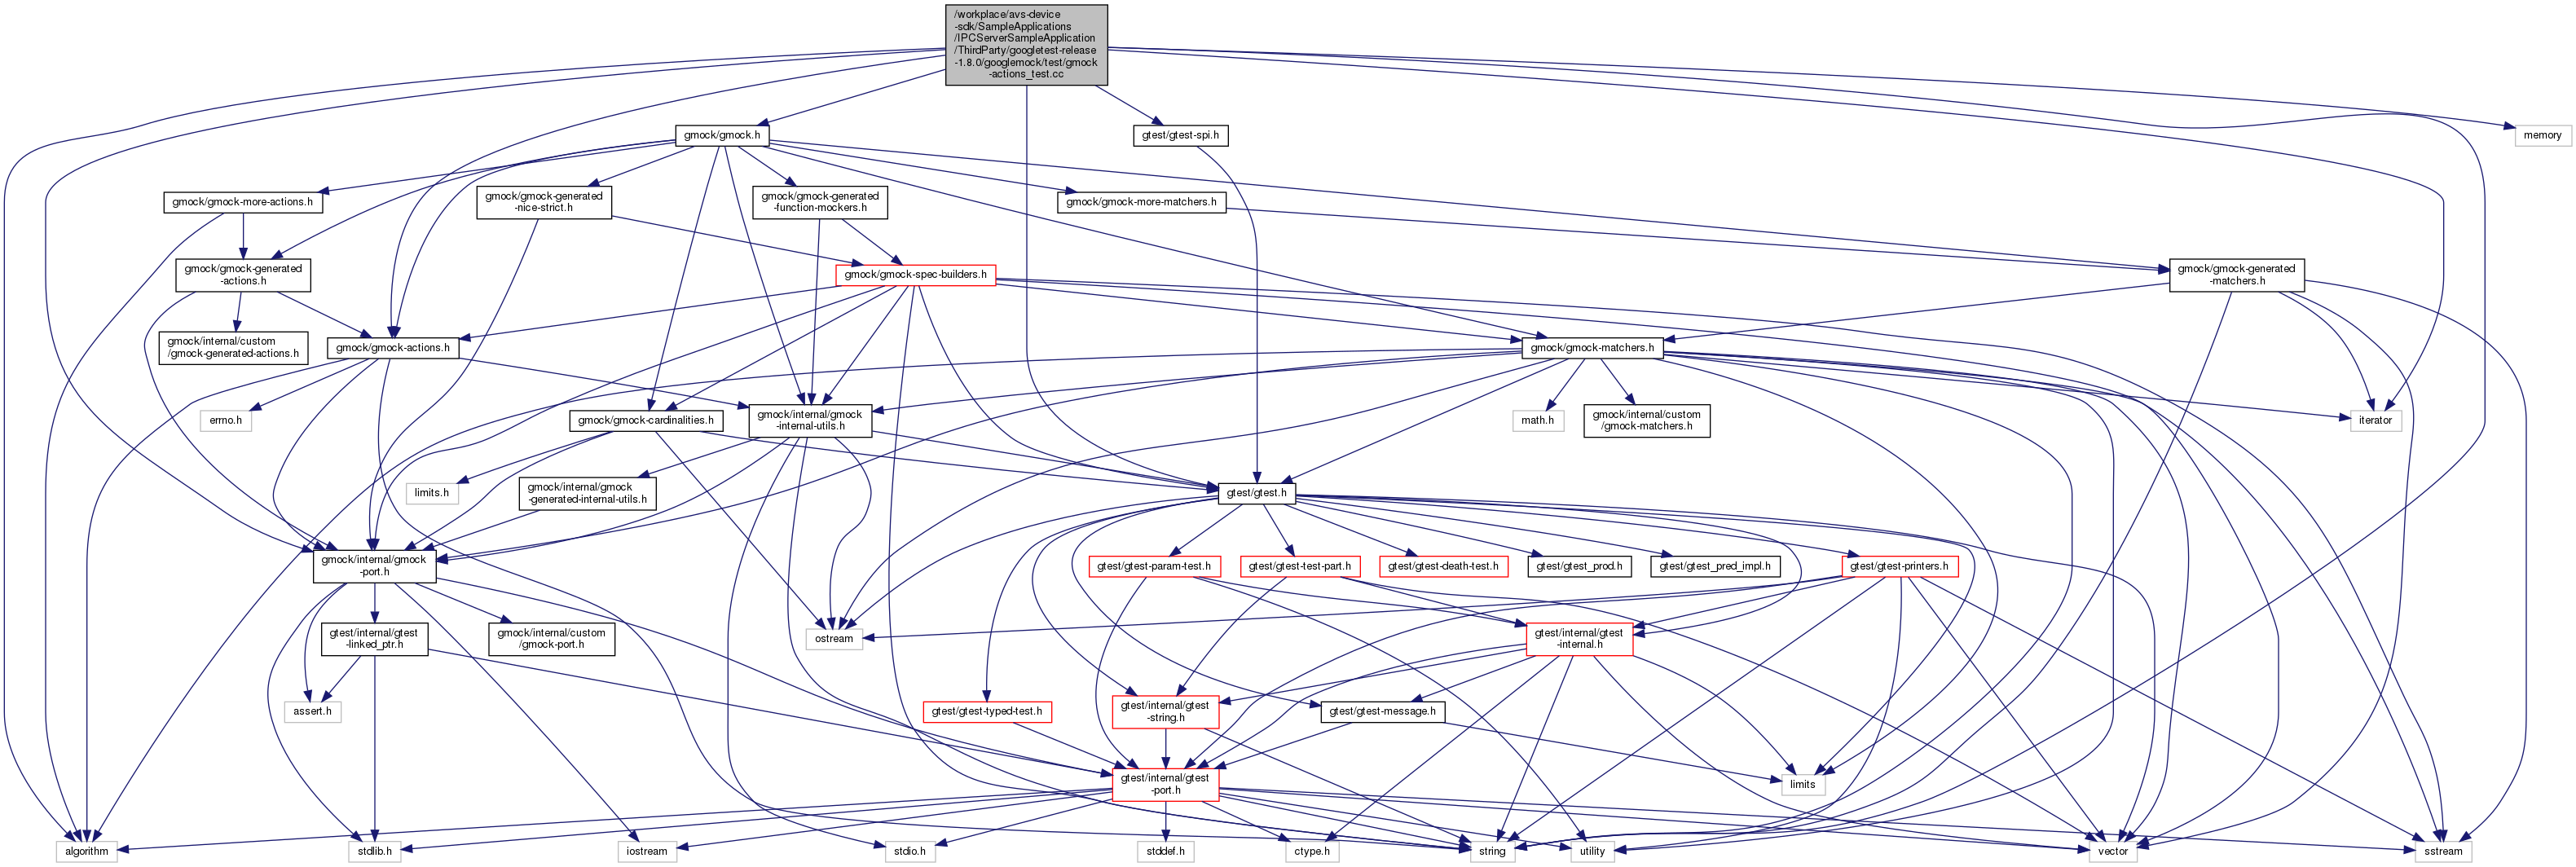 /workplace/avs-device
-sdk/SampleApplications
/IPCServerSampleApplication
/ThirdParty/googletest-release
-1.8.0/googlemock/test/gmock
-actions_test.cc
gmock/gmock.h
gtest/gtest-spi.h
memory
gmock/gmock-more-actions.h
gmock/gmock-generated
-nice-strict.h
gmock/gmock-generated
-function-mockers.h
gmock/gmock-more-matchers.h
gmock/gmock-generated
-actions.h
gmock/gmock-spec-builders.h
gmock/gmock-generated
-matchers.h
gmock/internal/custom
/gmock-generated-actions.h
gmock/gmock-actions.h
gmock/gmock-matchers.h
errno.h
gmock/gmock-cardinalities.h
gmock/internal/gmock
-internal-utils.h
math.h
gmock/internal/custom
/gmock-matchers.h
iterator
limits.h
gmock/internal/gmock
-generated-internal-utils.h
gtest/gtest.h
gmock/internal/gmock
-port.h
gtest/gtest-param-test.h
gtest/gtest-test-part.h
gtest/gtest-death-test.h
gtest/gtest_prod.h
gtest/gtest_pred_impl.h
gtest/gtest-printers.h
gtest/internal/gtest
-linked_ptr.h
gmock/internal/custom
/gmock-port.h
ostream
gtest/internal/gtest
-internal.h
assert.h
gtest/gtest-typed-test.h
gtest/internal/gtest
-string.h
gtest/gtest-message.h
gtest/internal/gtest
-port.h
limits
algorithm
stdlib.h
iostream
stdio.h
stddef.h
ctype.h
string
utility
vector
sstream